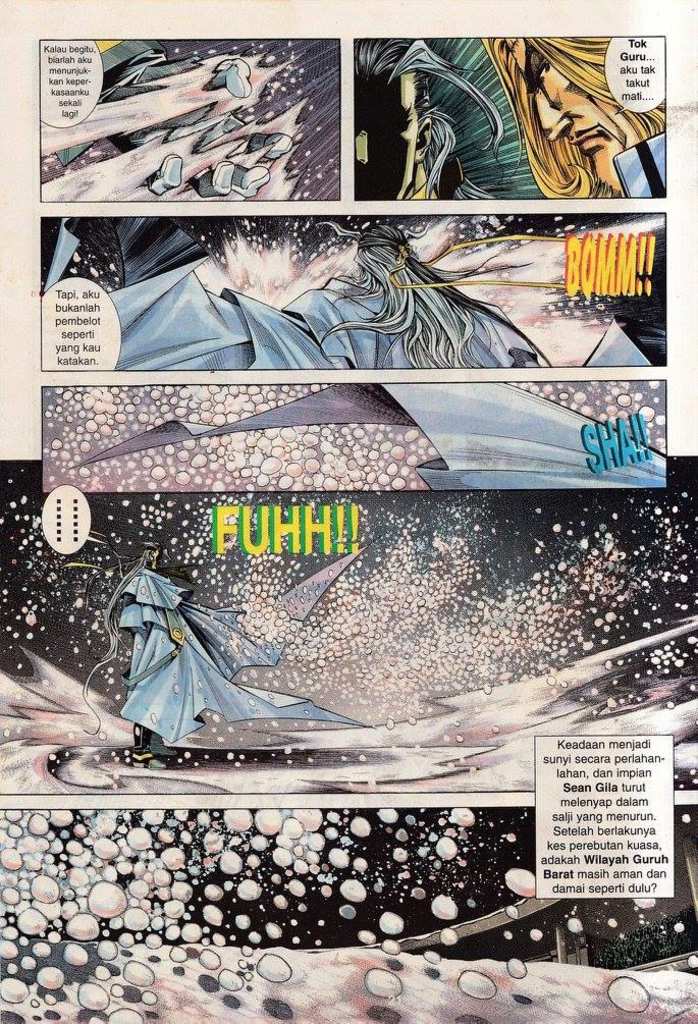 Kalau begitu,
biarlah aku
menunjuk-
kan keper-
kasaanku
sekali
lagi!
Tok
Guru...
aku tak
takut
mati....
BOMM!!
Tapi, aku
bukanlah
pembelot
seperti
yang kau
katakan.
SHA!!
FUHH!!
Keadaan menjadi
sunyi secara perlahan-
lahan, dan impian
Sean Gila turut
melenyap dalam
salji yang menurun.
Setelah berlakunya
kes perebutan kuasa,
adakah Wilayah Guruh
Barat masih aman dan
damai seperti dulu?